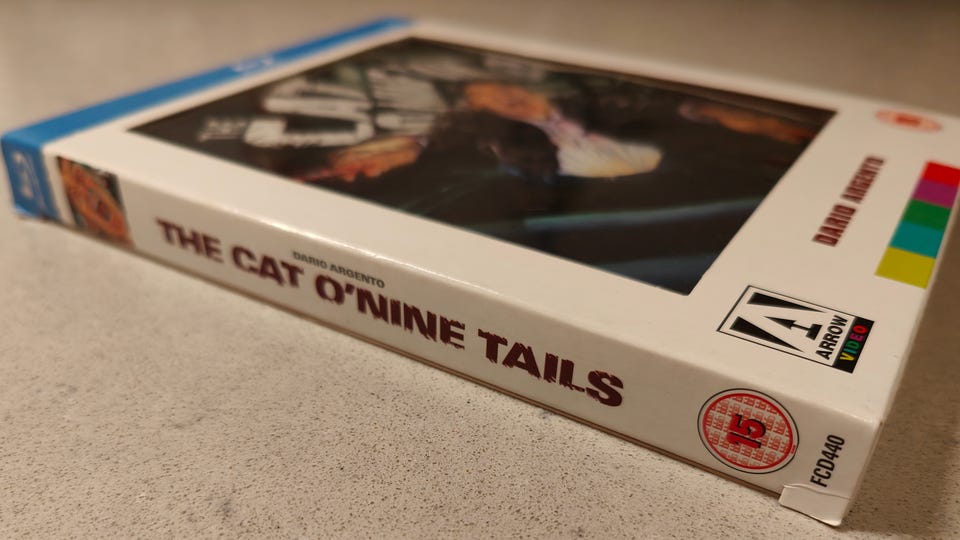 DARIO ARGENTO
THE CAT O'NINE TAILS
15
FCD440
DARIO ARGENTO
ARROW
VIDEO